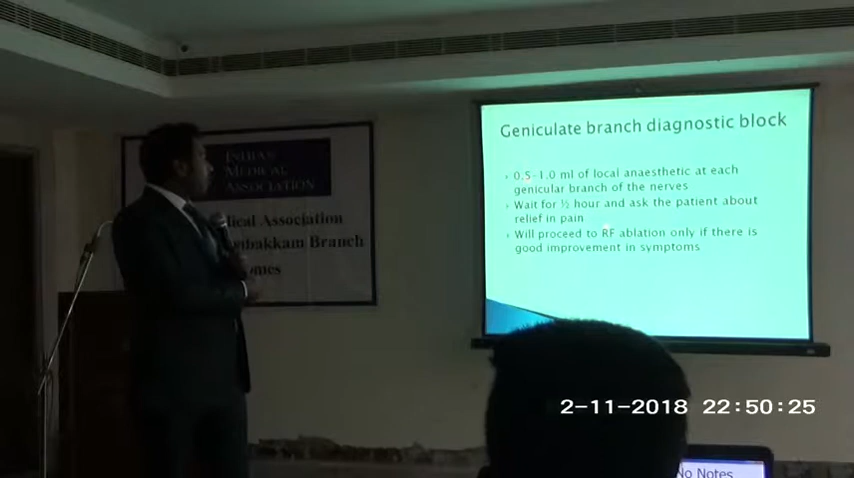 Geniculate branch diagnostic block
0.5-1.0 ml of local anaesthetic at each
genicular branch of the nerves
Wait for ½ hour and ask the patient about
relief in pain
Will proceed to RF ablation only if there is
good improvement in symptoms
INDIAN
MEDICAL
ASSOCIATION
dical Association
bakkam Branch
omes
2-11-2018 22:50:25
No Notes